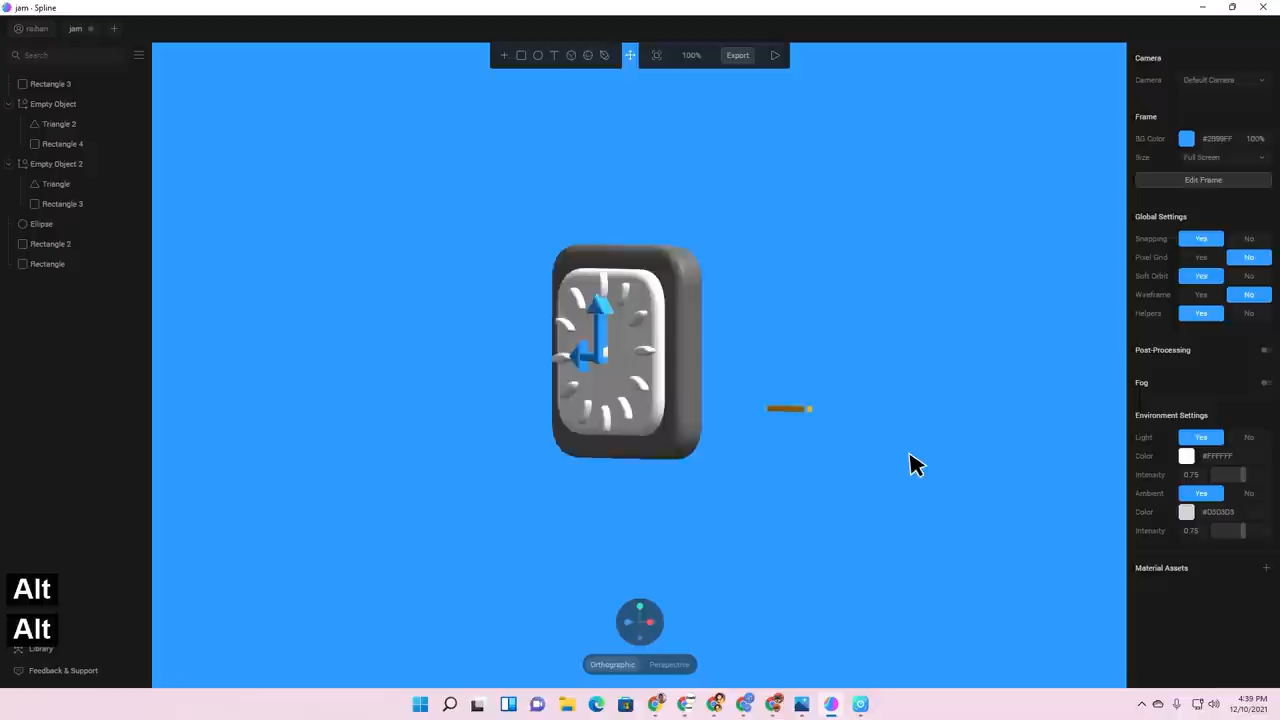 jam - Spline
raihan
jam
Search
100%
Export
Rectangle 3
Empty Object
Triangle 2
Rectangle 4
Empty Object 2
Triangle
Rectangle 3
Ellipse
Rectangle 2
Rectangle
Camera
Camera Default Camera
Frame
BG Color #2B99FF 100%
Size Full Screen
Edit Frame
Global Settings
Snapping Yes No
Pixel Grid Yes No
Soft Orbit Yes No
Wireframe Yes No
Helpers Yes No
Post-Processing
Fog
Environment Settings
Light Yes No
Color #FFFFFF
Intensity 0.75
Ambient Yes No
Color #D3D3D3
Intensity 0.75
Material Assets
Alt
Alt
Library
Feedback & Support
Orthographic Perspective
4:39 PM
12/10/2021